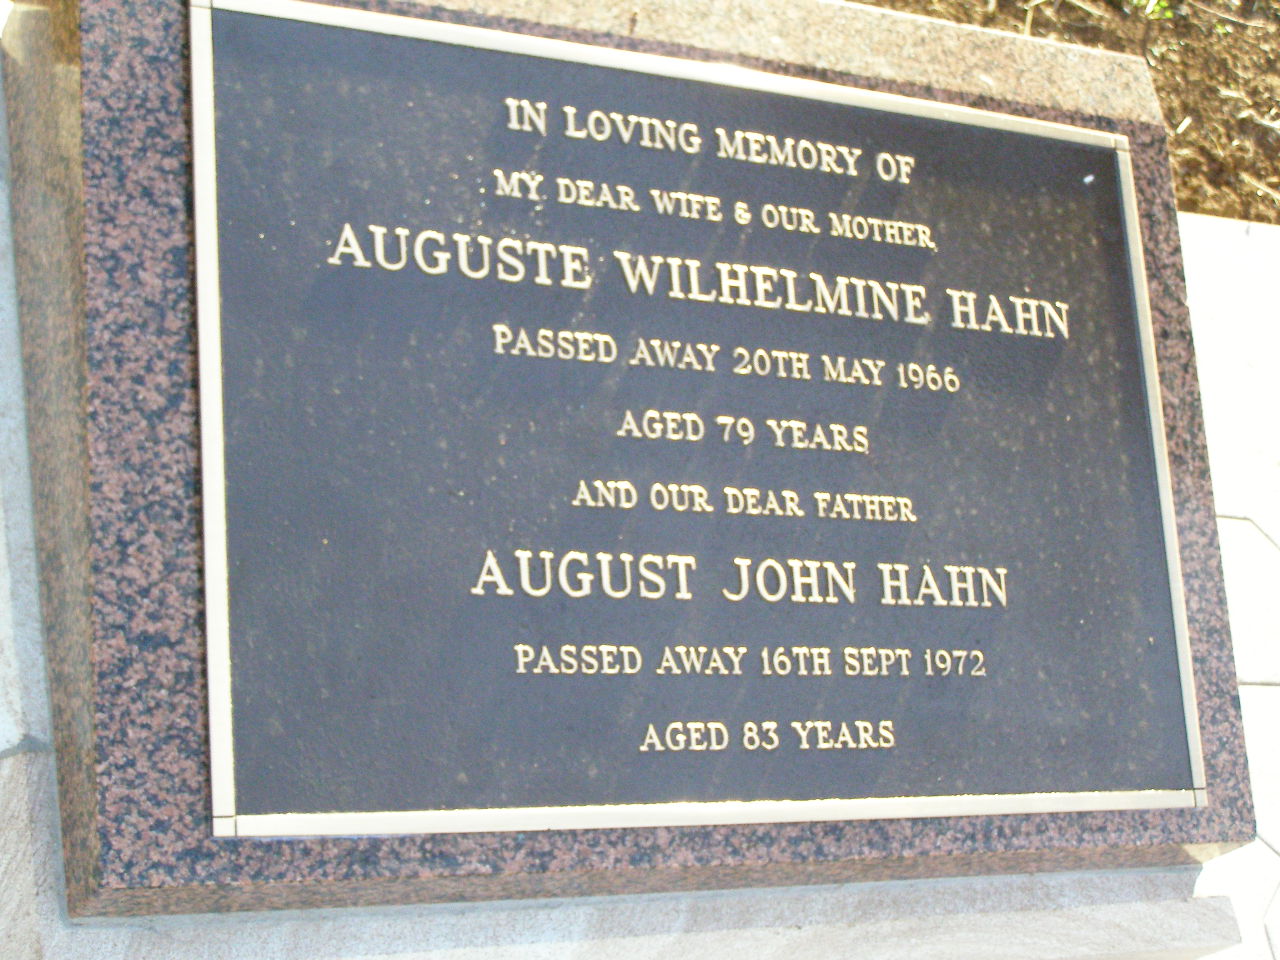 IN LOVING MEMORY OF
MY DEAR WIFE & OUR MOTHER
AUGUSTE WILHELMINE HAHN
PASSED AWAY 20TH MAY 1966
AGED 79 YEARS
AND OUR DEAR FATHER
AUGUST JOHN HAHN
PASSED AWAY 16TH SEPT 1972
AGED 83 YEARS